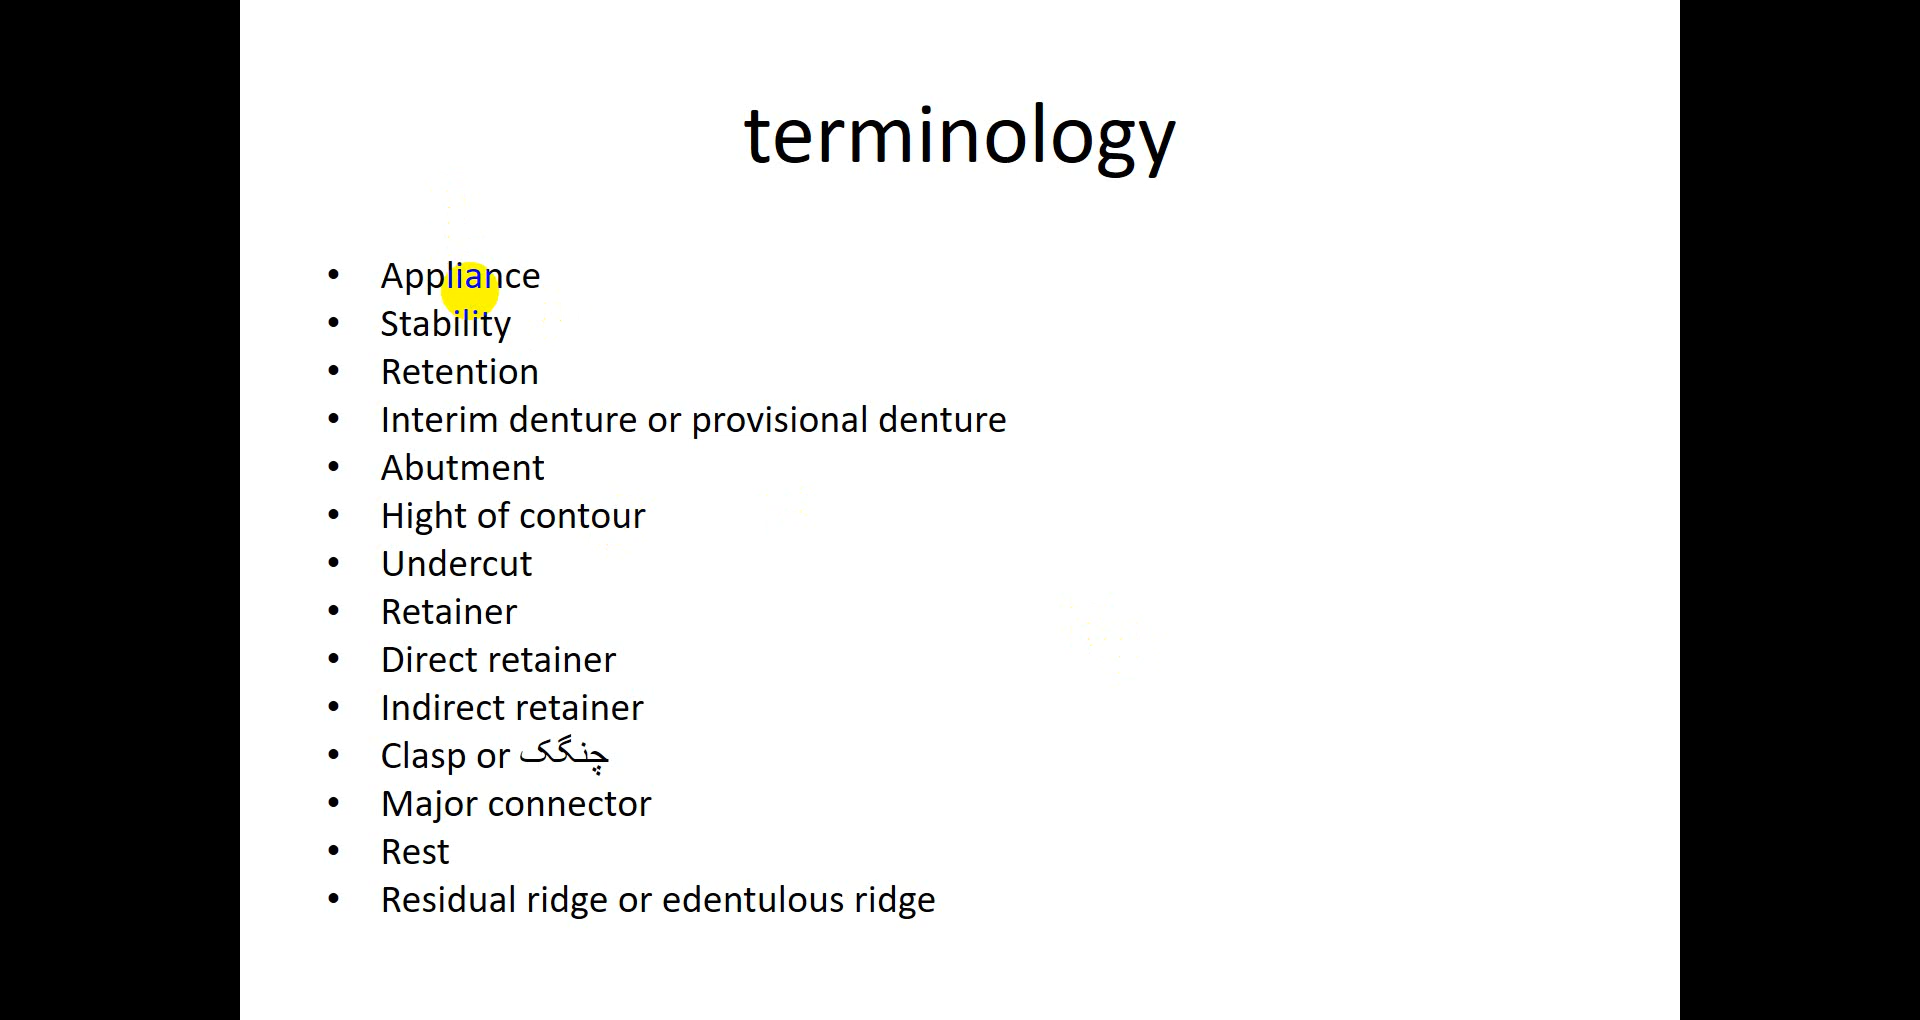 terminology
• Appliance
• Stability
• Retention
• Interim denture or provisional denture
• Abutment
• Hight of contour
• Undercut
• Retainer
• Direct retainer
• Indirect retainer
• Clasp or چنگک
• Major connector
• Rest
• Residual ridge or edentulous ridge